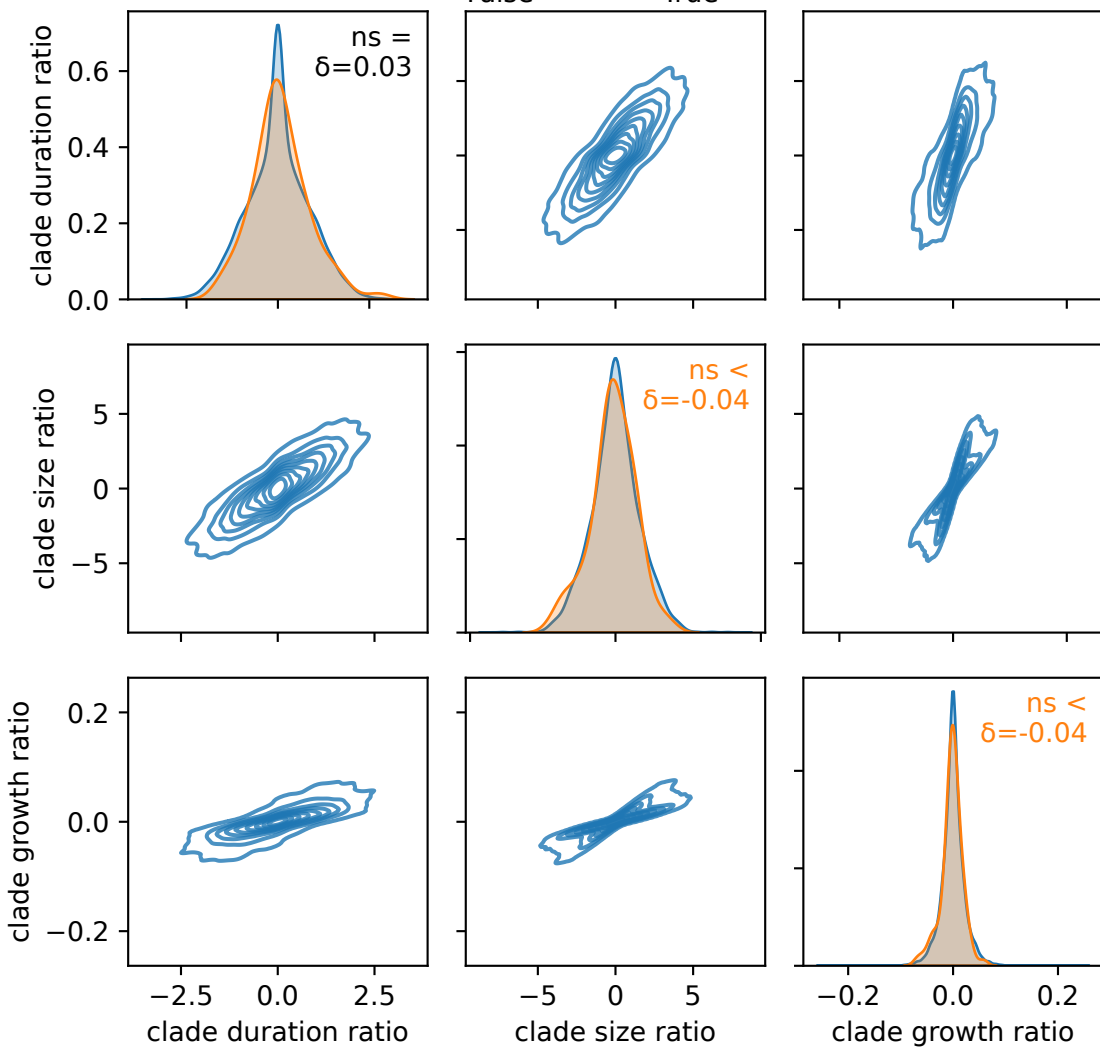 clade duration ratio
0.6
0.4
0.2
0.0
ns =
δ=0.03
clade size ratio
5
0
−5
ns <
δ=-0.04
clade growth ratio
0.2
0.0
−0.2
ns <
δ=-0.04
−2.5 0.0 2.5
−5 0 5
−0.2 0.0 0.2
clade duration ratio
clade size ratio
clade growth ratio